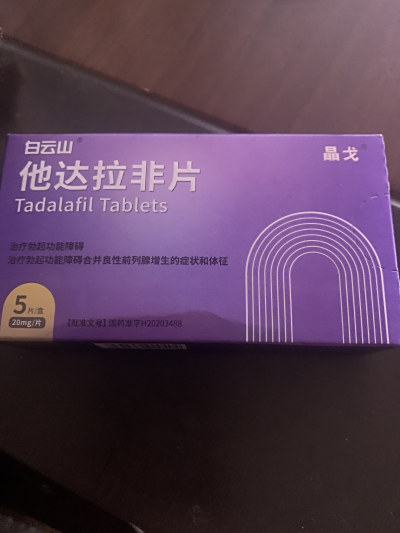 白云山®
晶戈®
他达拉非片
Tadalafil Tablets
治疗勃起功能障碍
治疗勃起功能障碍合并良性前列腺增生的症状和体征
5片/盒
20mg/片
【批准文号】国药准字H20203469